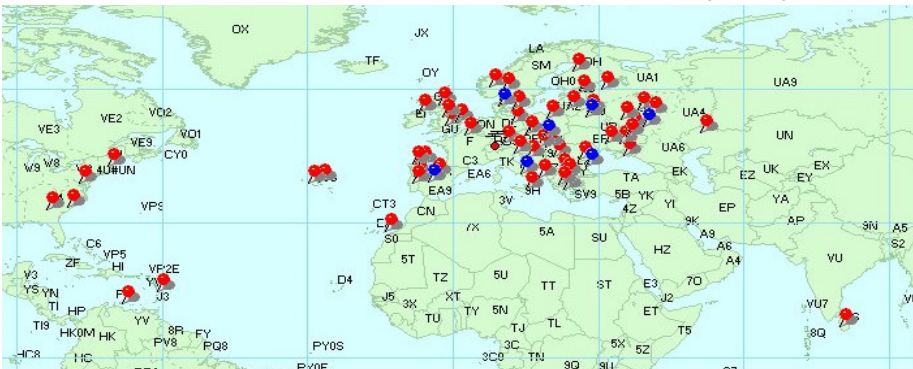 OX
JX
TF
OY
LA
SM
OH
OH0
UA1
UA9
VO2
VE2
VE3
VO1
VE9
W9
W8
CY0
4U#UN
EI
GU
ON
F
UA4
UN
UA6
C3
TK
EA6
EA9
9H
3V
SV9
TA
5B
4Z
YK
YI
EK
EZ
UK
EX
EY
YA
EP
AP
9K
A9
A6
A4
9N
A5
S2
VP9
CT3
CN
S0
7X
5A
SU
HZ
7O
C6
VP5
ZF
HI
VP2E
V3
YS
YN
TI
HP
J3
YV
TI9
HK0M
HK
8R
PV8
FY
PQ8
HC8
HC
D4
5T
TZ
5U
TT
ST
E3
J2
ET
T5
J5
3X
XT
TU
TY
5N
TJ
TL
3C
3C0
TN
5X
5Z
9Q
9U
PY0S
PY0F
VU
VU7
8Q